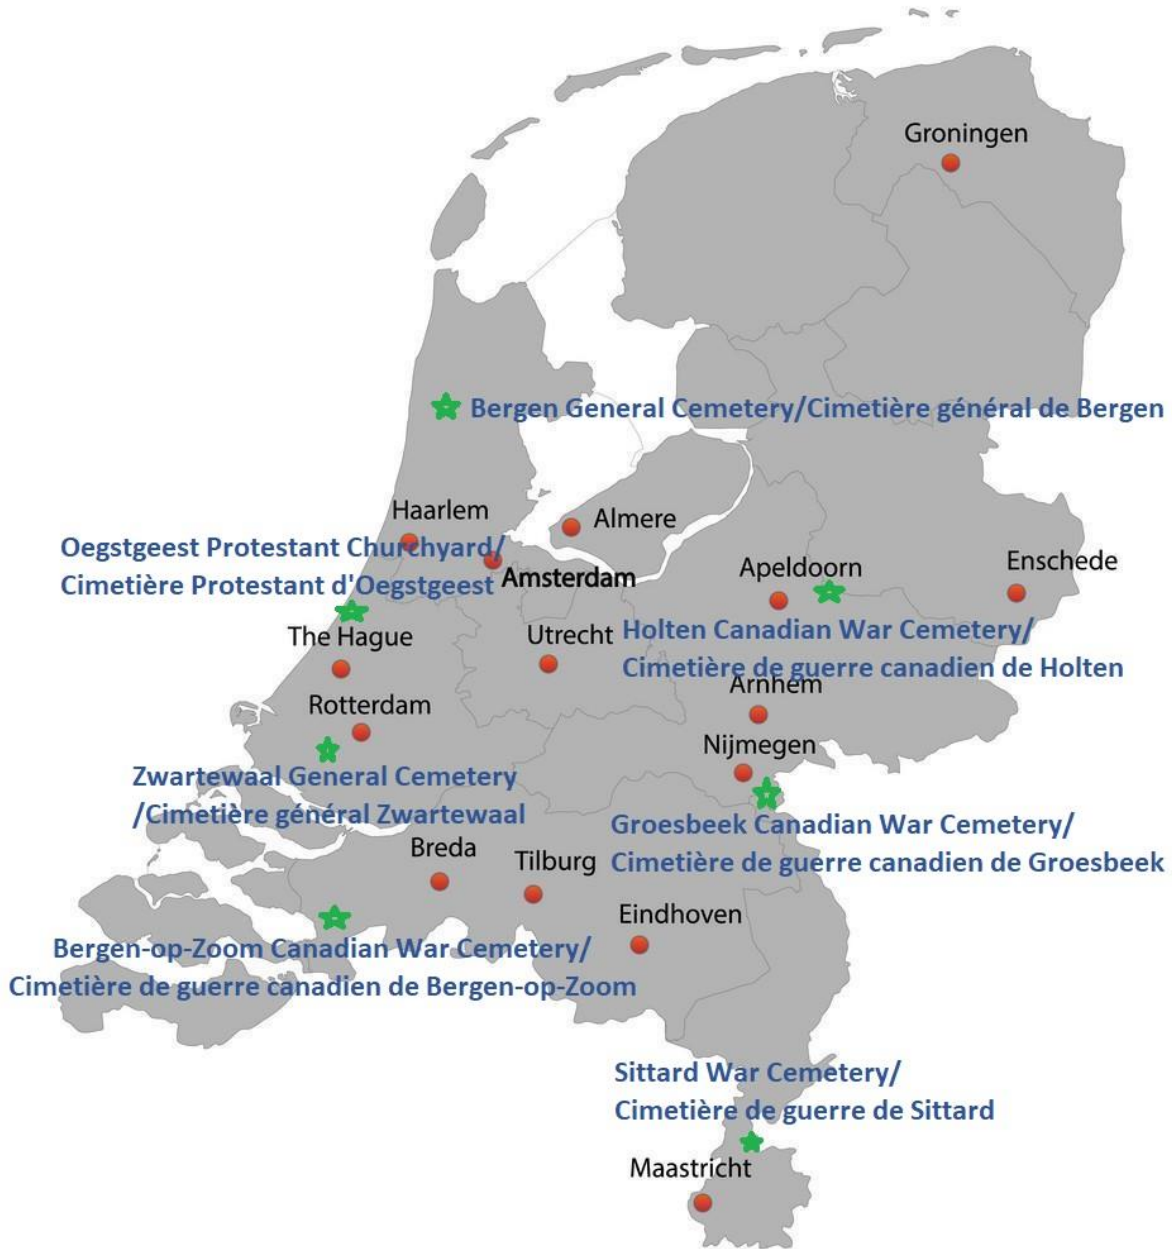 Groningen
Bergen General Cemetery/Cimetière général de Bergen
Haarlem
Almere
Oegstgeest Protestant Churchyard/
Cimetière Protestant d'Oegstgeest
Amsterdam
Apeldoorn
Enschede
The Hague
Utrecht
Holten Canadian War Cemetery/
Cimetière de guerre canadien de Holten
Arnhem
Rotterdam
Nijmegen
Zwartewaal General Cemetery
/Cimetière général Zwartewaal
Groesbeek Canadian War Cemetery/
Cimetière de guerre canadien de Groesbeek
Breda
Tilburg
Eindhoven
Bergen-op-Zoom Canadian War Cemetery/
Cimetière de guerre canadien de Bergen-op-Zoom
Sittard War Cemetery/
Cimetière de guerre de Sittard
Maastricht